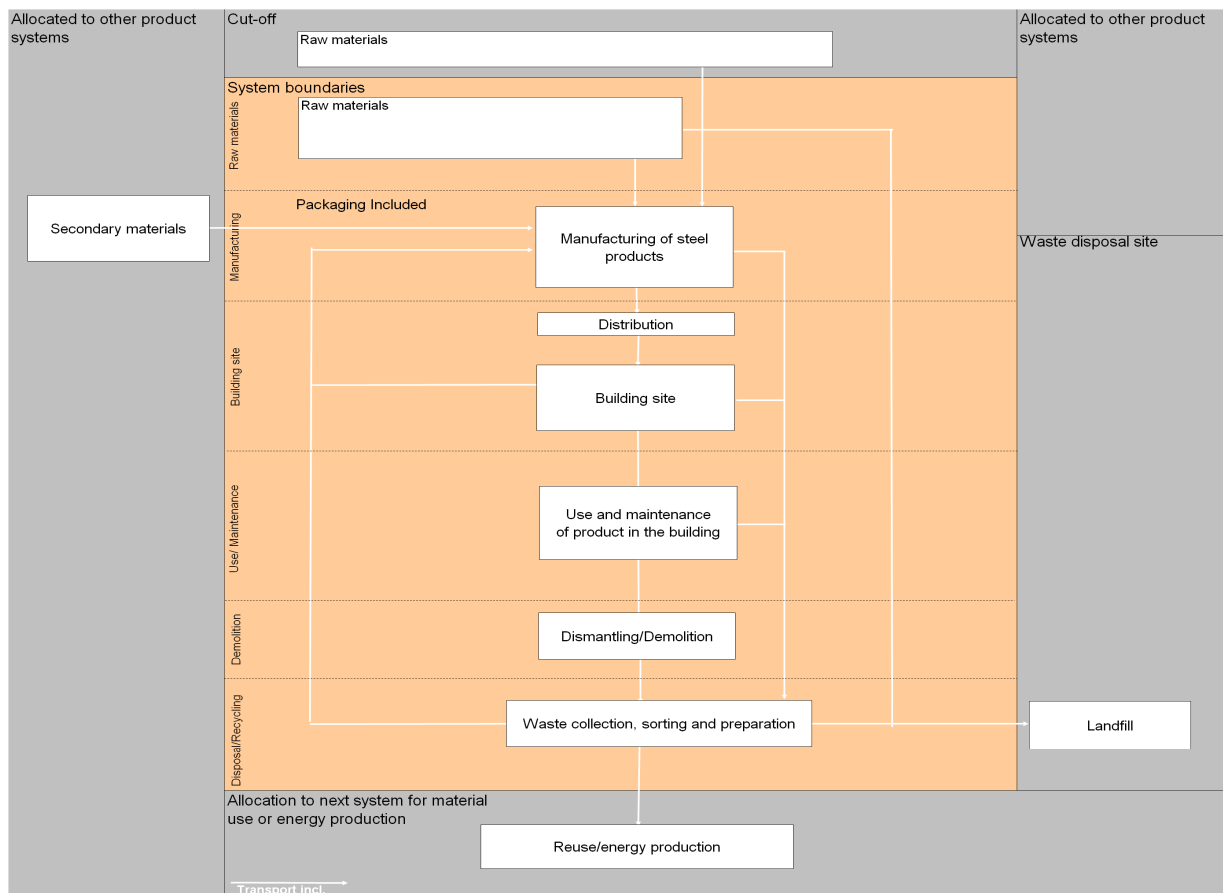 Allocated to other product
systems
Cut-off
Raw materials
Allocated to other product
systems
System boundaries
Raw materials
Raw materials
Secondary materials
Packaging Included
Manufacturing
Manufacturing of steel
products
Waste disposal site
Distribution
Building site
Building site
Use/ Maintenance
Use and maintenance
of product in the building
Demolition
Dismantling/Demolition
Disposal/Recycling
Waste collection, sorting and preparation
Landfill
Allocation to next system for material
use or energy production
Reuse/energy production
Transport incl.